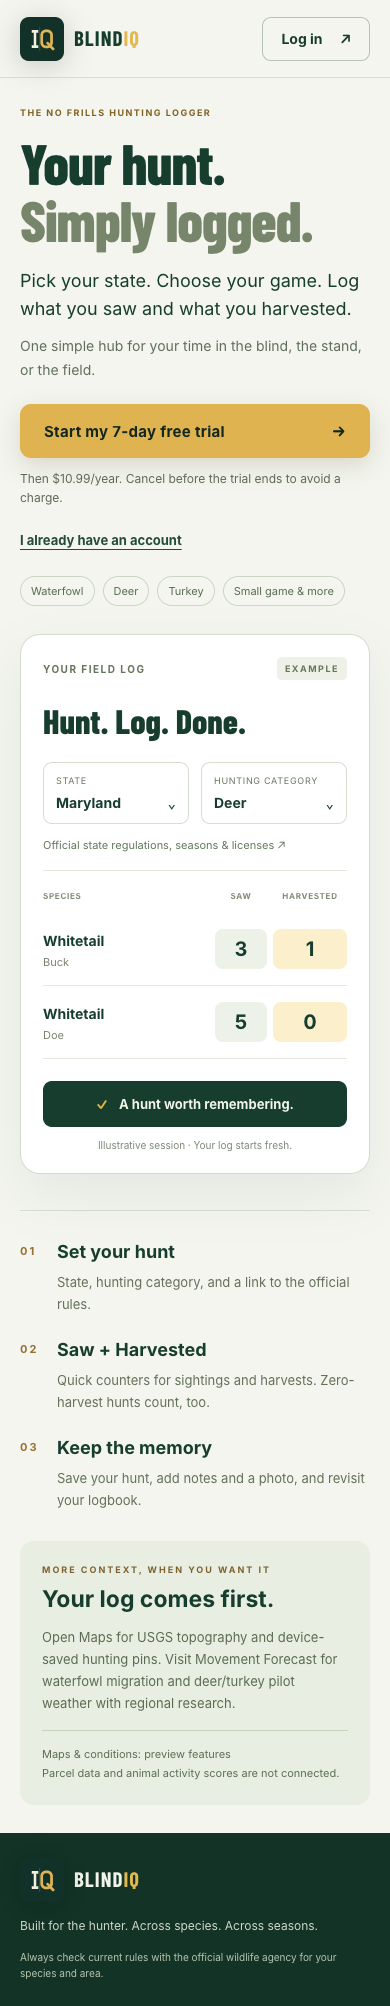 IQ BLINDIQ
Log in ↗
THE NO FRILLS HUNTING LOGGER
Your hunt.
Simply logged.
Pick your state. Choose your game. Log
what you saw and what you harvested.
One simple hub for your time in the blind, the stand,
or the field.
Start my 7-day free trial →
Then $10.99/year. Cancel before the trial ends to avoid a
charge.
I already have an account
Waterfowl Deer Turkey Small game & more
YOUR FIELD LOG EXAMPLE
Hunt. Log. Done.
STATE HUNTING CATEGORY
Maryland Deer
Official state regulations, seasons & licenses ↗
SPECIES SAW HARVESTED
Whitetail 3 1
Buck
Whitetail 5 0
Doe
✓ A hunt worth remembering.
Illustrative session · Your log starts fresh.
01 Set your hunt
State, hunting category, and a link to the official
rules.
02 Saw + Harvested
Quick counters for sightings and harvests. Zero-
harvest hunts count, too.
03 Keep the memory
Save your hunt, add notes and a photo, and revisit
your logbook.
MORE CONTEXT, WHEN YOU WANT IT
Your log comes first.
Open Maps for USGS topography and device-
saved hunting pins. Visit Movement Forecast for
waterfowl migration and deer/turkey pilot
weather with regional research.
Maps & conditions: preview features
Parcel data and animal activity scores are not connected.
IQ BLINDIQ
Built for the hunter. Across species. Across seasons.
Always check current rules with the official wildlife agency for your
species and area.